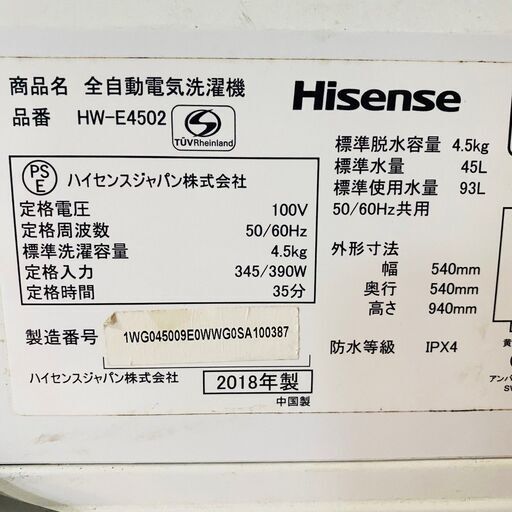 商品名 全自動電気洗濯機
品番 HW-E4502
TÜVRheinland
PS
E
ハイセンスジャパン株式会社
定格電圧 100V
定格周波数 50/60Hz
標準洗濯容量 4.5kg
定格入力 345/390W
定格時間 35分
製造番号 1WG045009E0WWG0SA100387
ハイセンスジャパン株式会社
2018年製
中国製
Hisense
標準脱水容量 4.5kg
標準水量 45L
標準使用水量 93L
50/60Hz共用
外形寸法
幅 540mm
奥行 540mm
高さ 940mm
防水等級 IPX4
黄
アンバ
SV